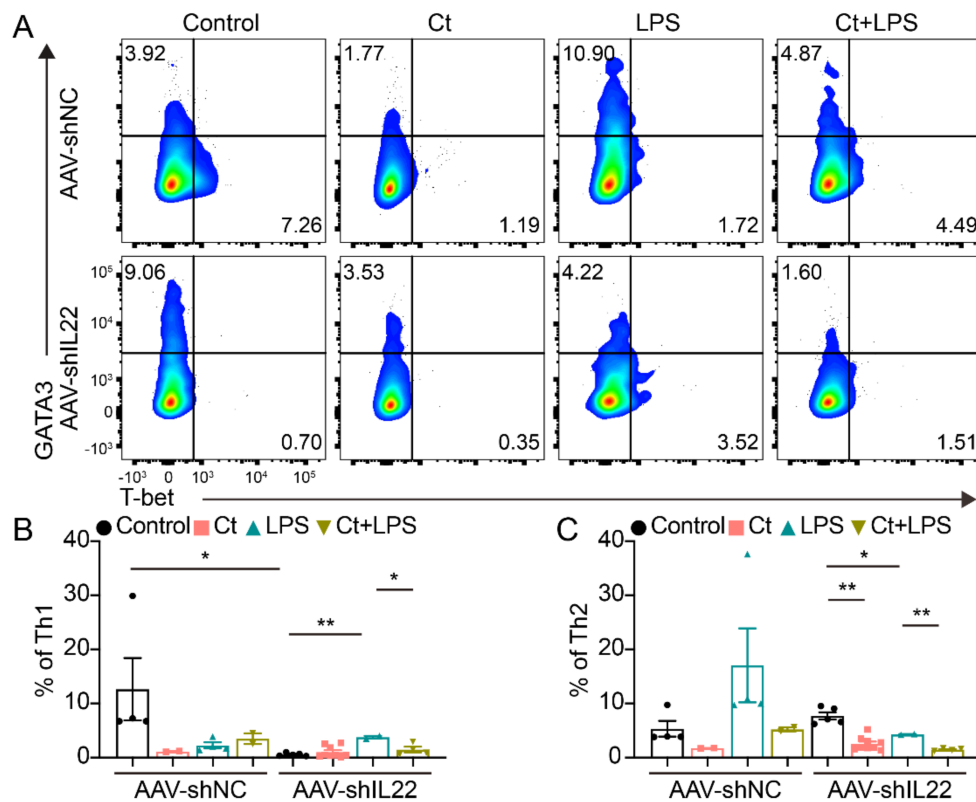 A
Control Ct LPS Ct+LPS
GATA3
AAV-shNC
3.92 1.77 10.90 4.87
7.26 1.19 1.72 4.49
AAV-shIL22
9.06 3.53 4.22 1.60
10⁵
10⁴
10³
0
-10³
0.70 0.35 3.52 1.51
-10³ 0 10³ 10⁴ 10⁵
T-bet
B
Control Ct LPS Ct+LPS
% of Th1
40
30
20
10
0
*
**
*
AAV-shNC AAV-shIL22
C
Control Ct LPS Ct+LPS
% of Th2
40
30
20
10
0
*
**
**
AAV-shNC AAV-shIL22